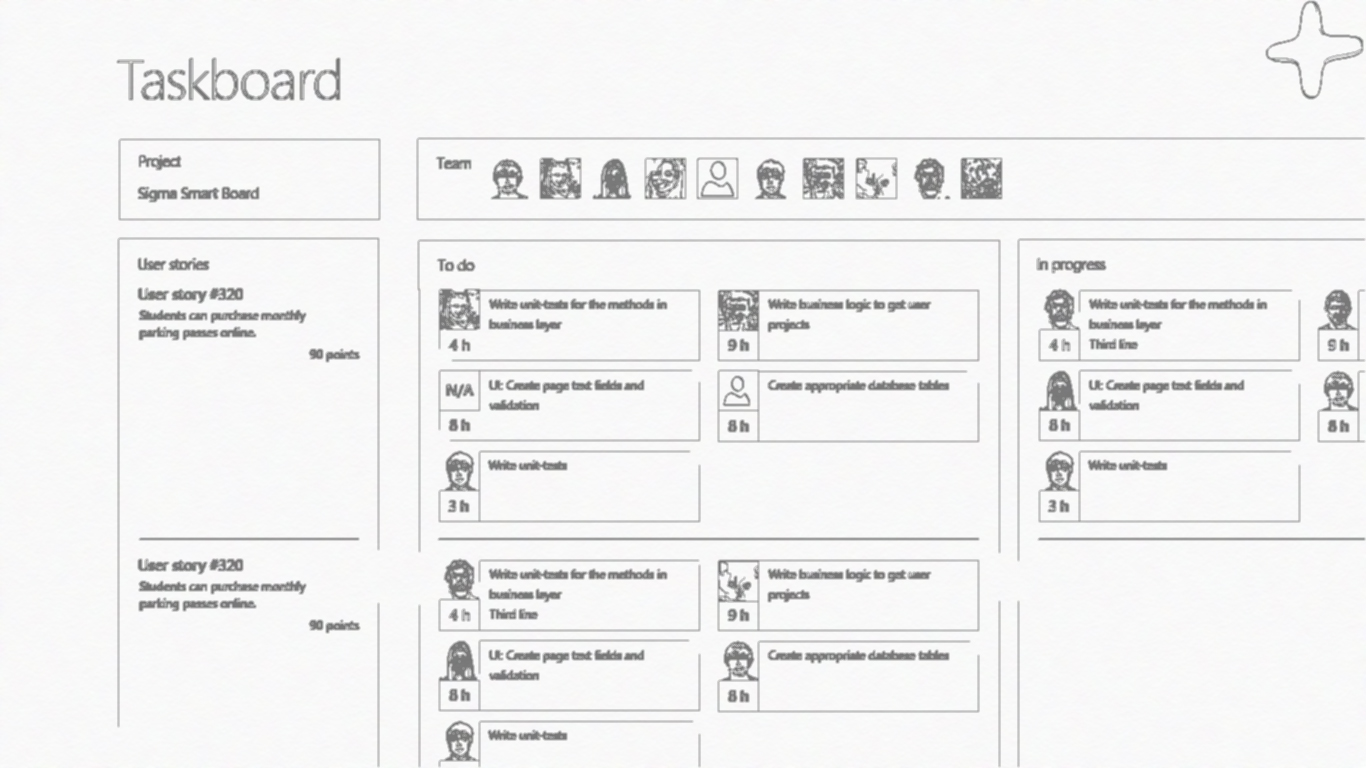 Taskboard
Project
Sigma Smart Board
Team
User stories
User story #320
Students can purchase monthly
parking passes online.
90 points
To do
Write unit-tests for the methods in
business layer
4 h
Write business logic to get user
projects
9 h
N/A
UI: Create page text fields and
validation
8 h
Create appropriate database tables
8 h
Write unit-tests
3 h
In progress
Write unit-tests for the methods in
business layer
Third line
4 h
9 h
UI: Create page text fields and
validation
8 h
8 h
Write unit-tests
3 h
User story #320
Students can purchase monthly
parking passes online.
90 points
Write unit-tests for the methods in
business layer
Third line
4 h
Write business logic to get user
projects
9 h
UI: Create page text fields and
validation
8 h
Create appropriate database tables
8 h
Write unit-tests